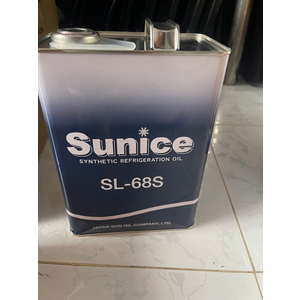 Sunice
SYNTHETIC REFRIGERATION OIL
SL-68S
JAPAN SUN OIL COMPANY, LTD.